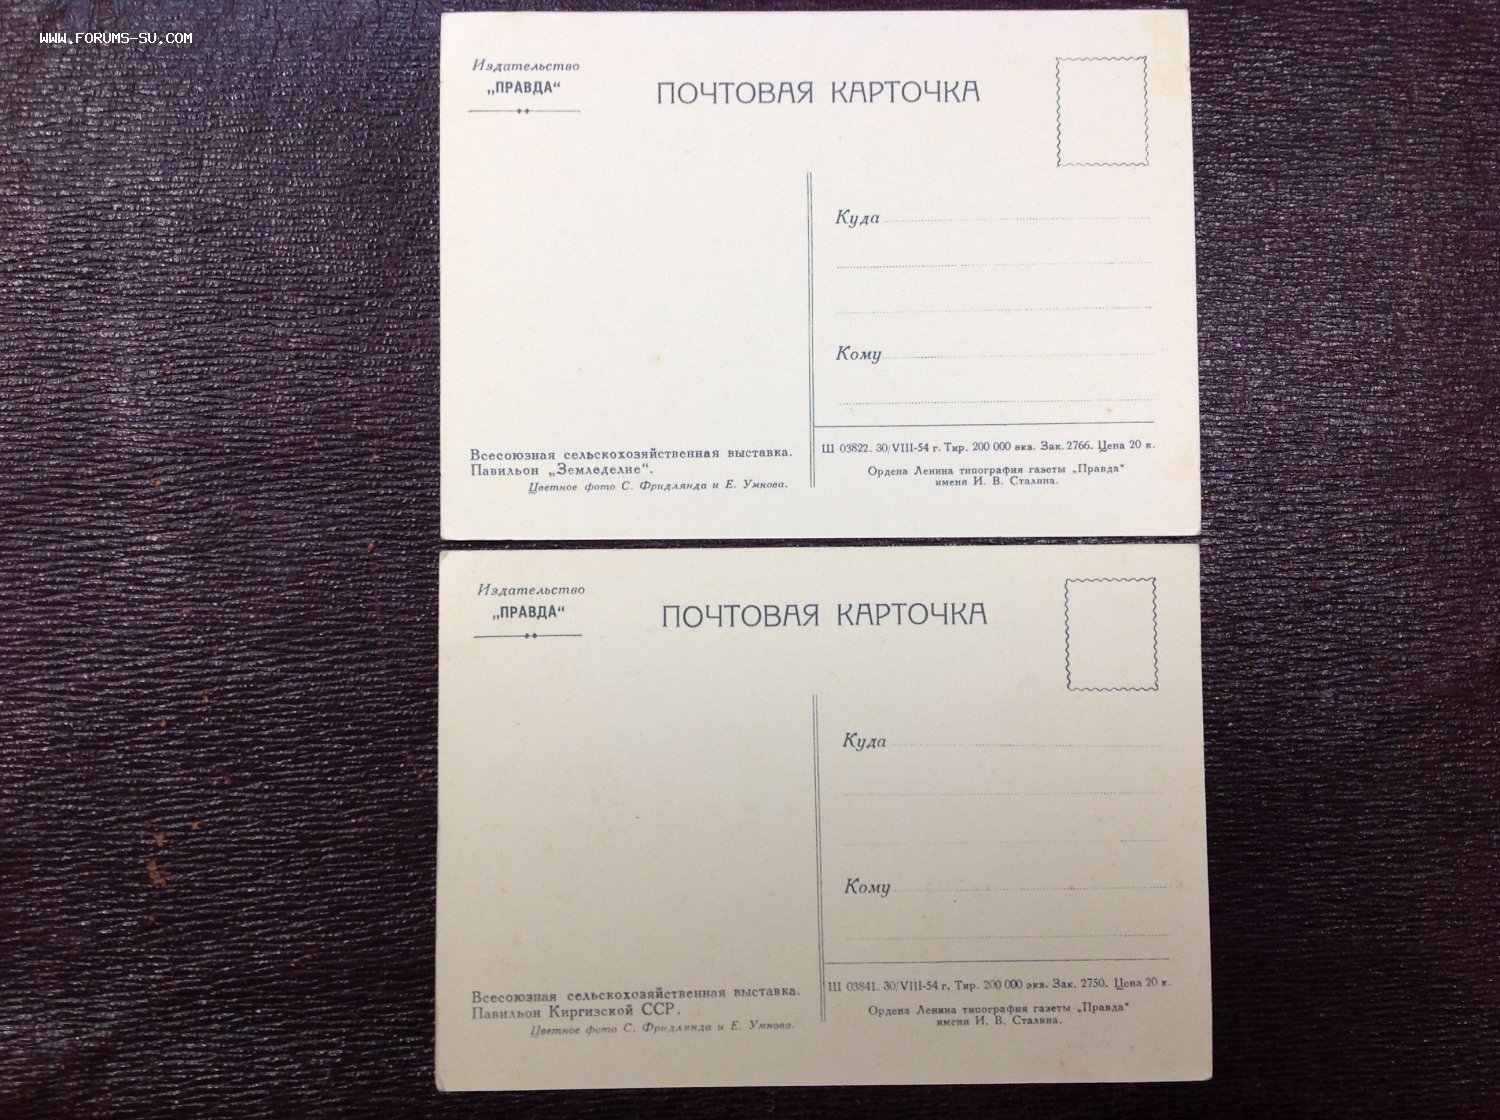 WWW.FORUMS-SU.COM
Издательство
„ПРАВДА“
ПОЧТОВАЯ КАРТОЧКА
Куда
Кому
Всесоюзная сельскохозяйственная выставка.
Павильон „Земледелие“.
Цветное фото С. Фридлянда и Е. Умнова.
Ш 03822. 30/VIII-54 г. Тир. 200 000 экз. Зак. 2766. Цена 20 к.
Ордена Ленина типография газеты „Правда“
имени И. В. Сталина.
Издательство
„ПРАВДА“
ПОЧТОВАЯ КАРТОЧКА
Куда
Кому
Всесоюзная сельскохозяйственная выставка.
Павильон Киргизской ССР.
Цветное фото С. Фридлянда и Е. Умнова.
Ш 03841. 30/VIII-54 г. Тир. 200 000 экз. Зак. 2750. Цена 20 к.
Ордена Ленина типография газеты „Правда“
имени И. В. Сталина.